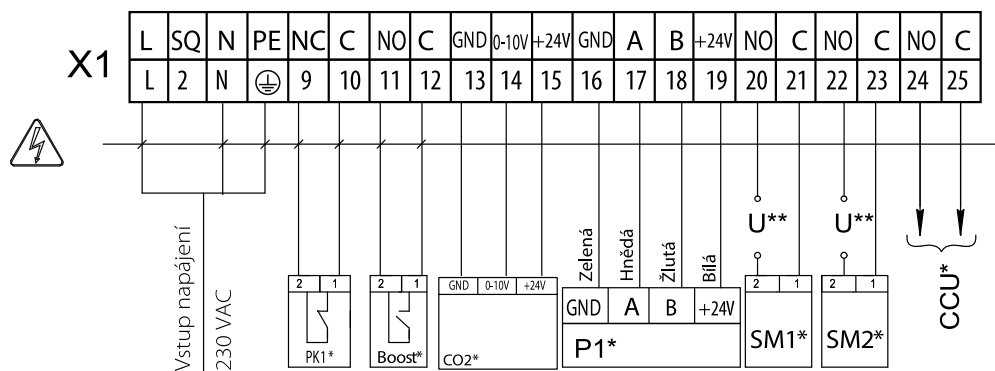 X1
L SQ N PE NC C NO C GND 0-10V +24V GND A B +24V NO C NO C NO C
L 2 N 9 10 11 12 13 14 15 16 17 18 19 20 21 22 23 24 25
Vstup napájení
230 VAC
2 1
PK1*
2 1
Boost*
GND 0-10V +24V
CO2*
Zelená
Hnědá
Žlutá
Bílá
GND A B +24V
P1*
U**
2 1
SM1*
U**
2 1
SM2*
CCU*